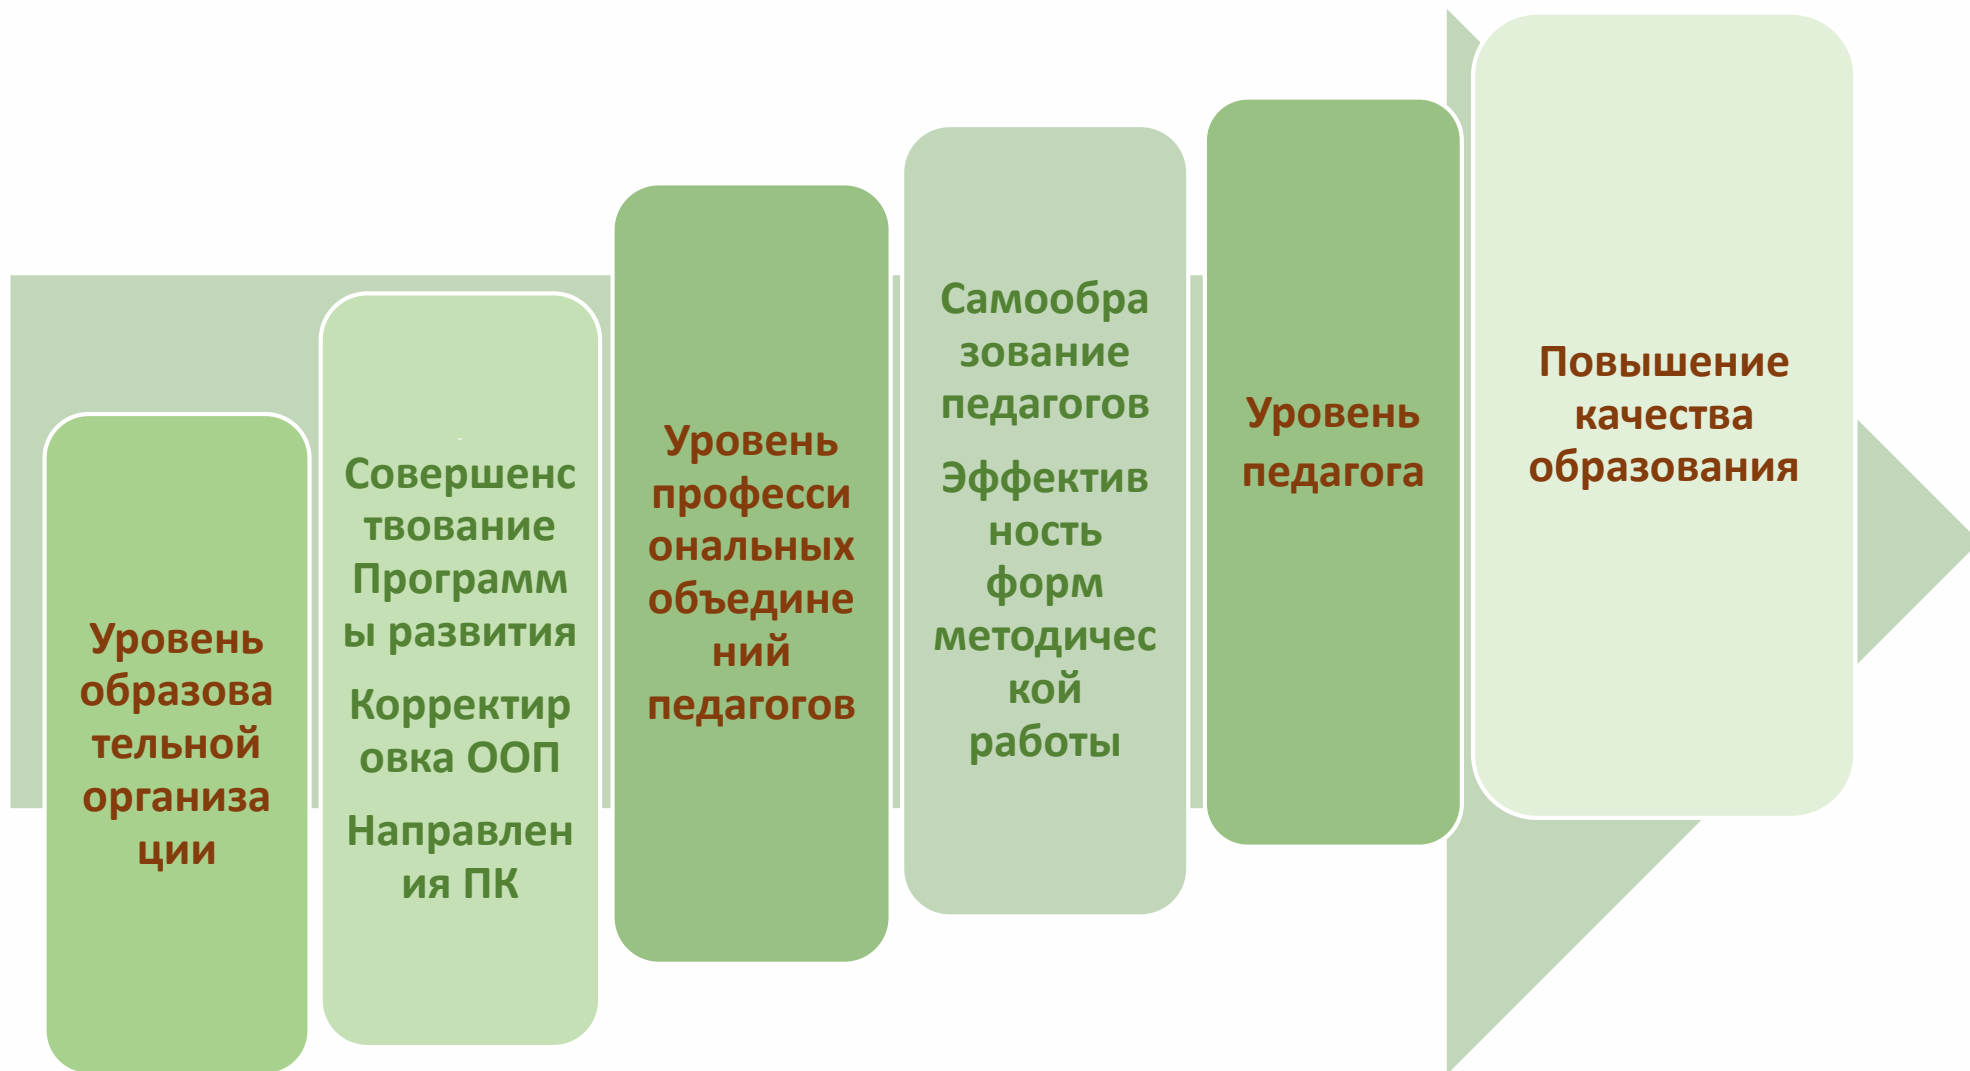 Уровень
образова
тельной
организа
ции
Совершенс
твование
Программ
ы развития
Корректир
овка ООП
Направлен
ия ПК
Уровень
професси
ональных
объедине
ний
педагогов
Самообра
зование
педагогов
Эффектив
ность
форм
методичес
кой
работы
Уровень
педагога
Повышение
качества
образования